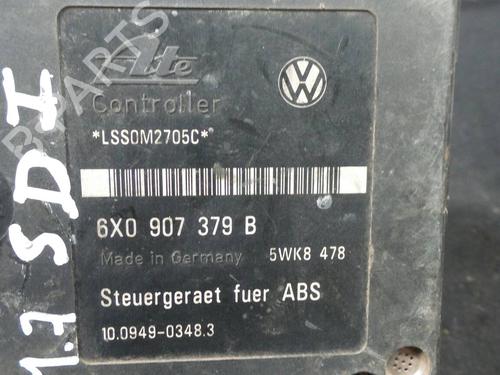 Ate
Controller
*LSS0M2705C*
6X0 907 379 B
Made in Germany 5WK8 478
Steuergeraet fuer ABS
10.0949-0348.3
1.7 SDI